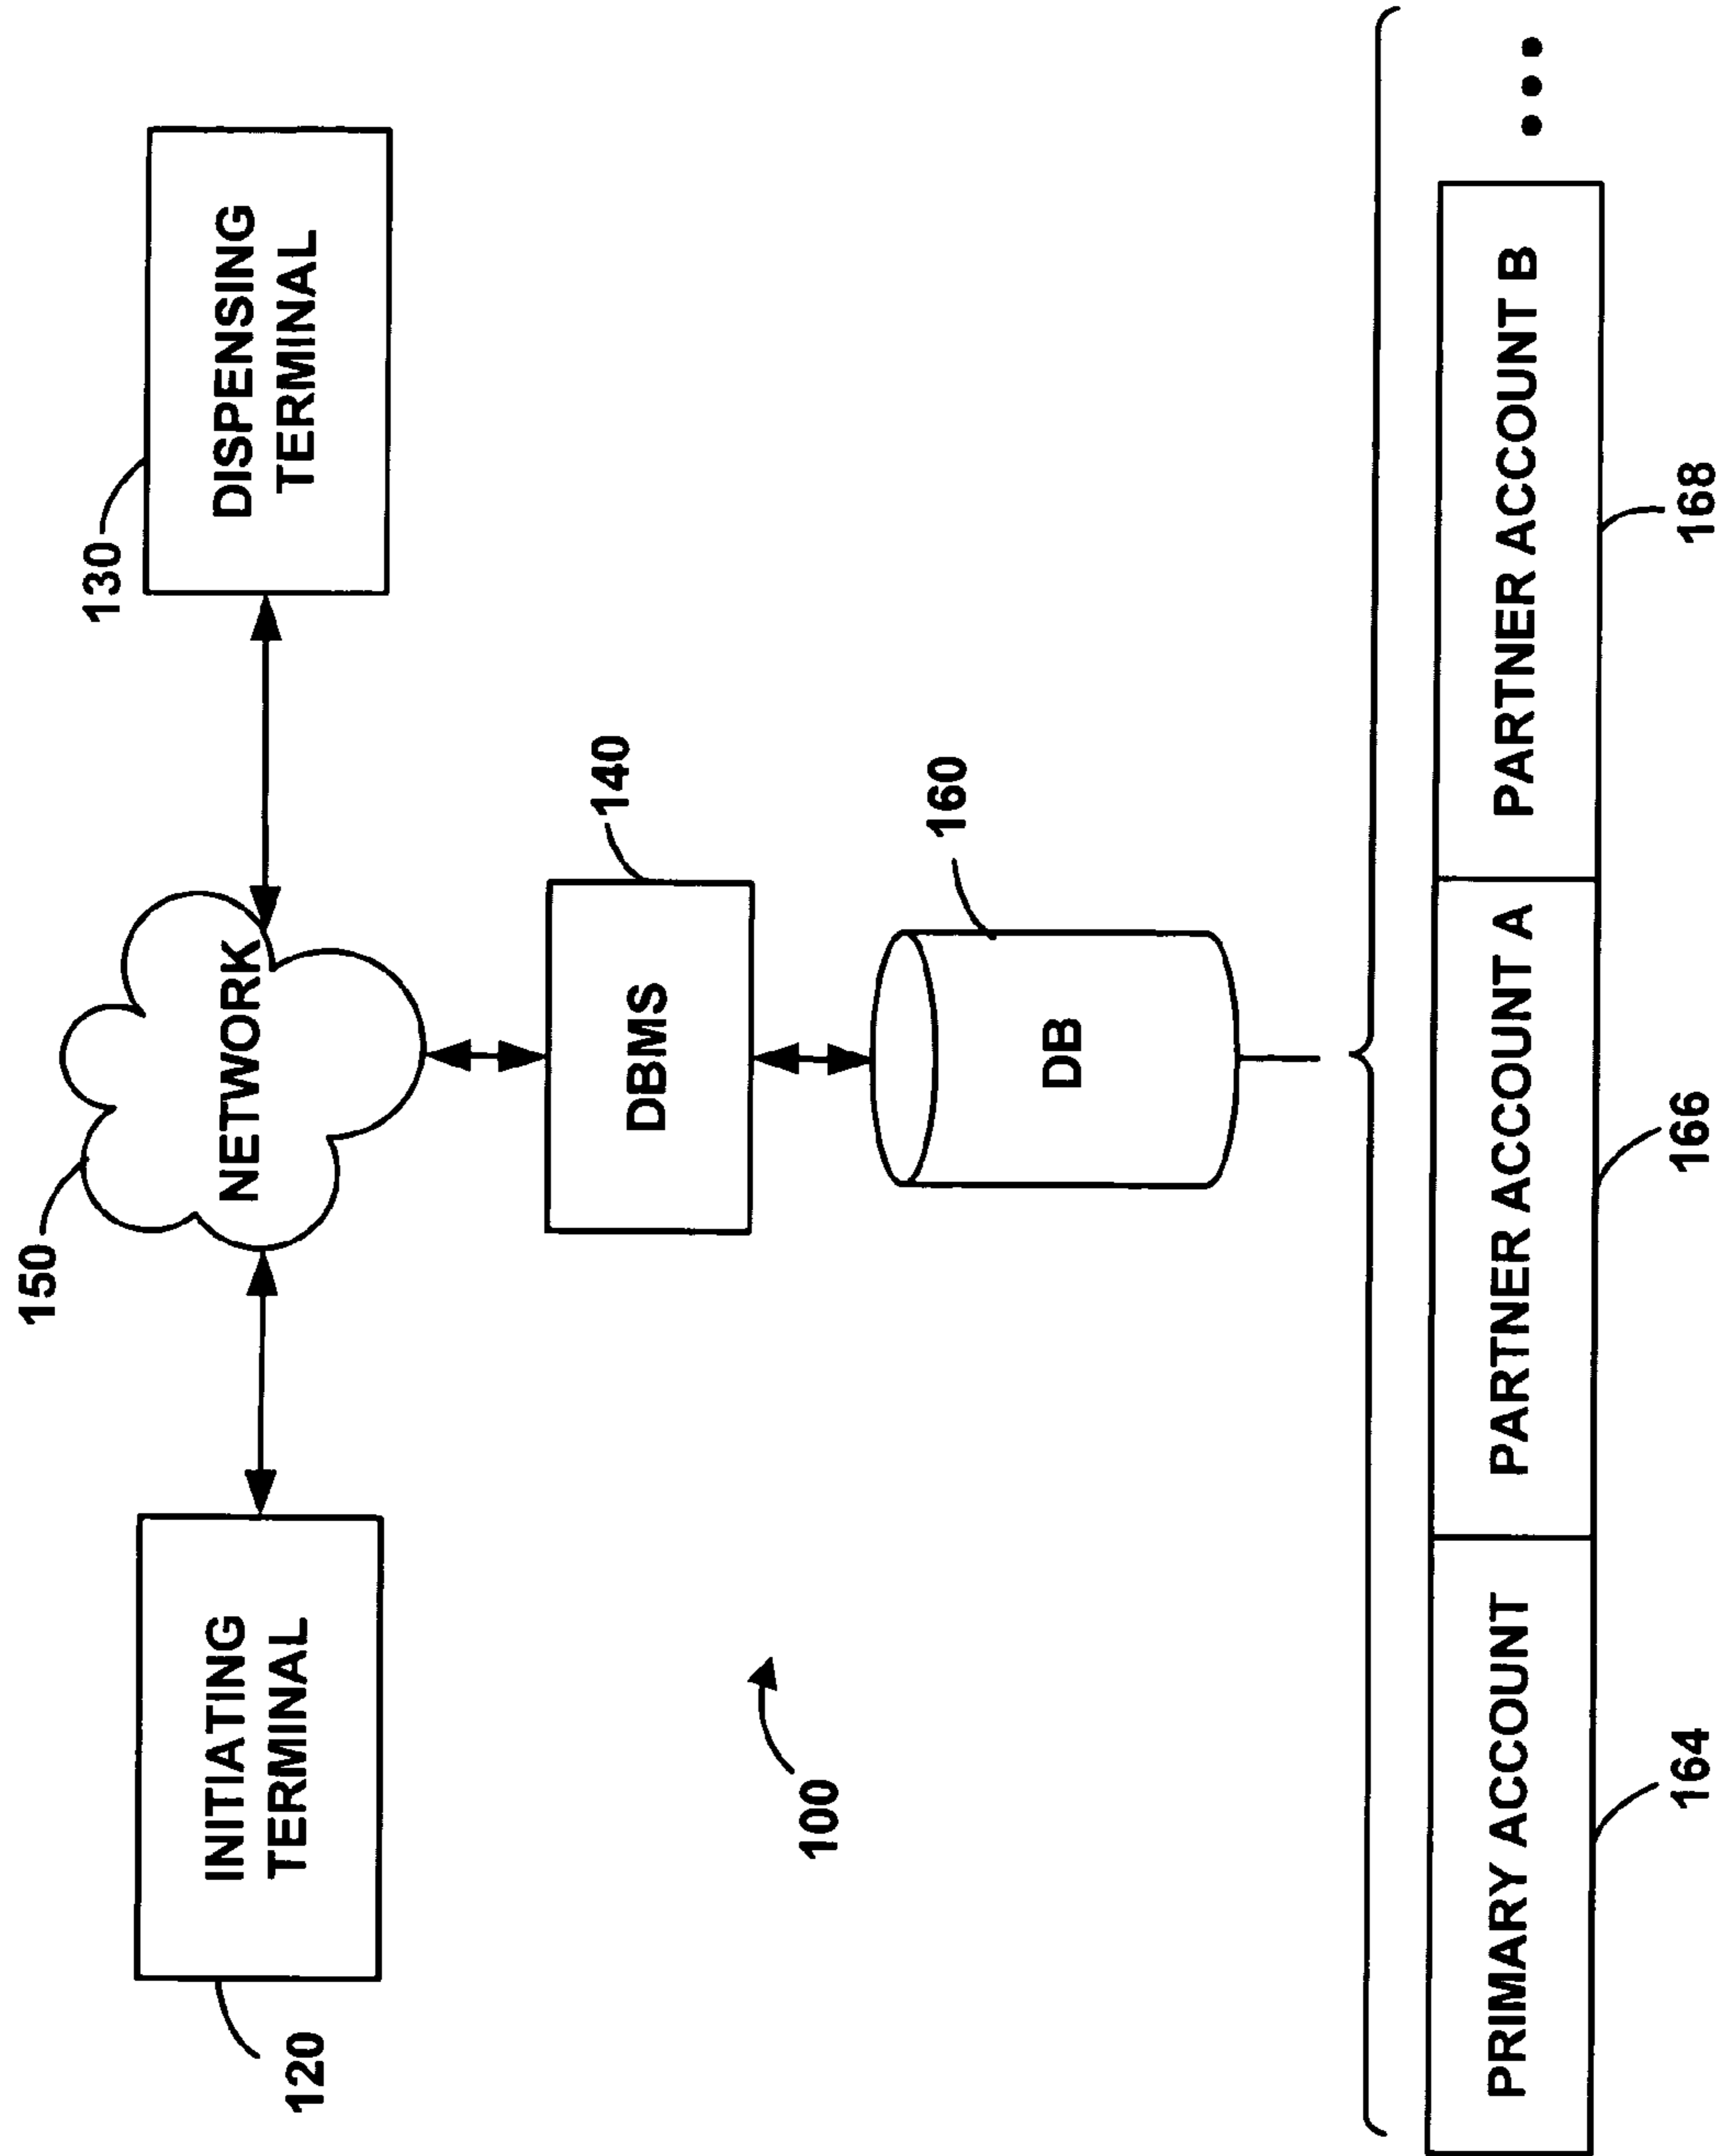 150
NETWORK
130
INITIATING
TERMINAL
DISPENSING
TERMINAL
120
140
DBMS
100
160
DB
PRIMARY ACCOUNT
PARTNER ACCOUNT A
PARTNER ACCOUNT B
164
166
168